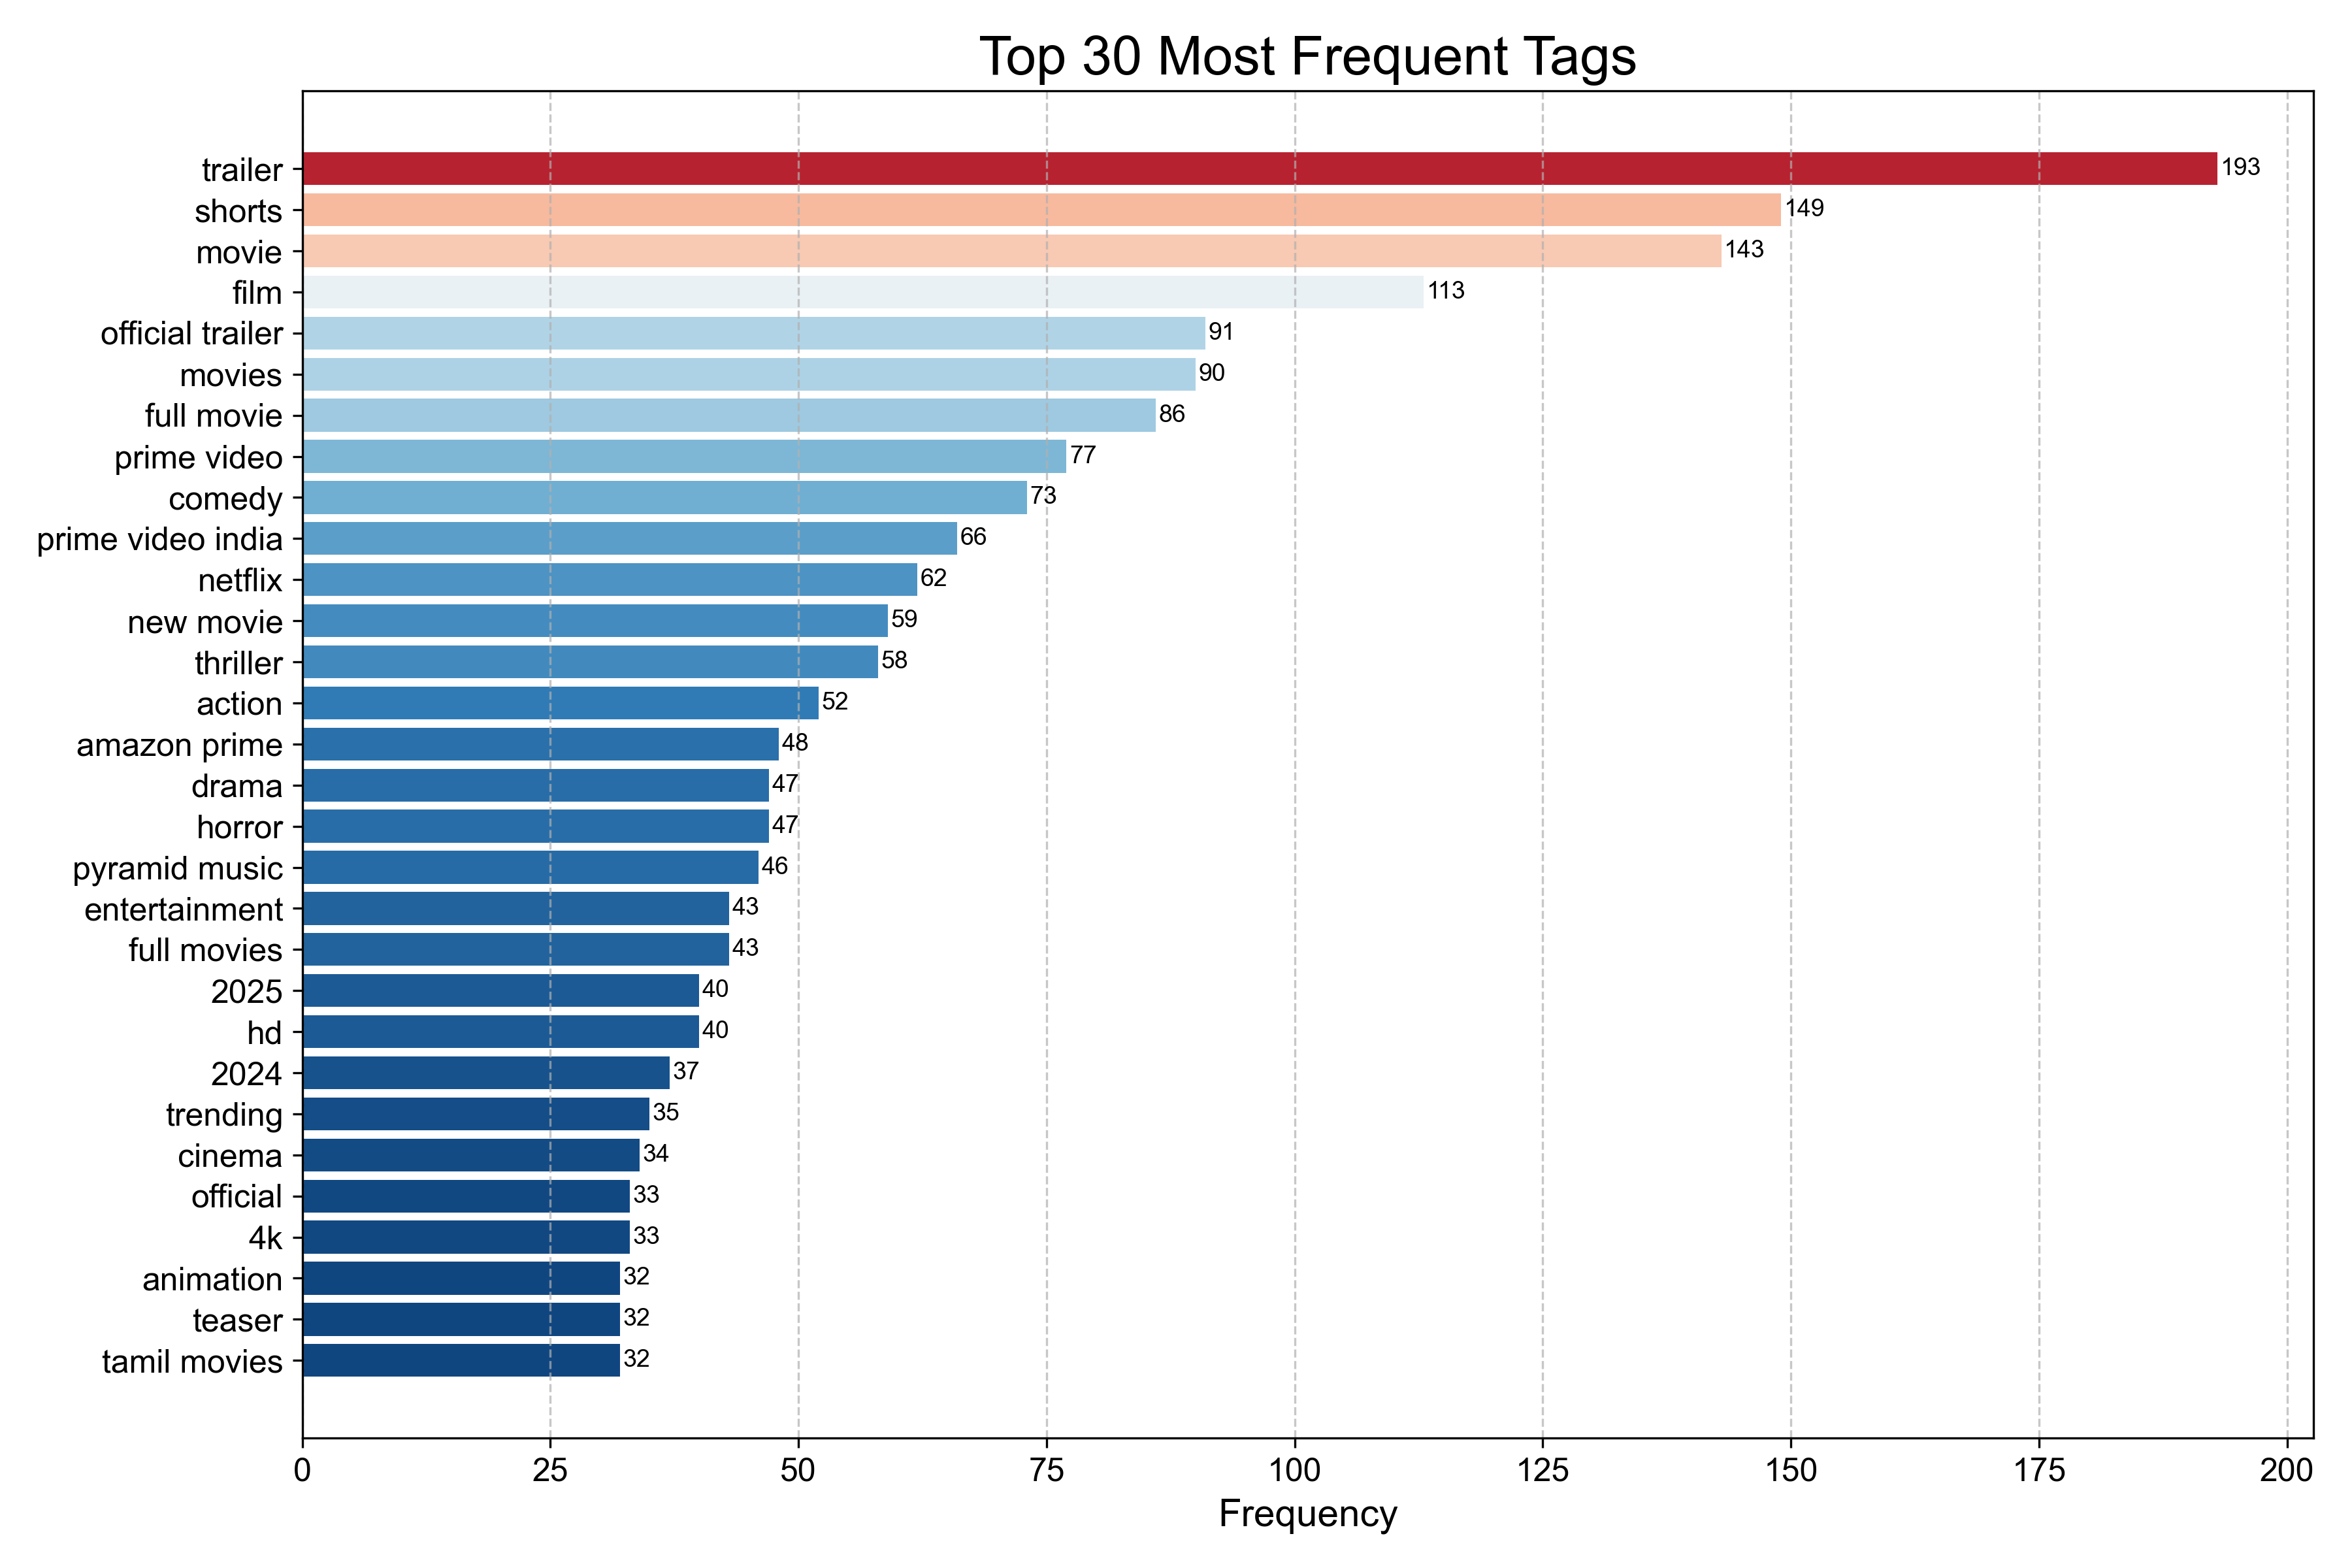 Top 30 Most Frequent Tags
trailer 193
shorts 149
movie 143
film 113
official trailer 91
movies 90
full movie 86
prime video 77
comedy 73
prime video india 66
netflix 62
new movie 59
thriller 58
action 52
amazon prime 48
drama 47
horror 47
pyramid music 46
entertainment 43
full movies 43
2025 40
hd 40
2024 37
trending 35
cinema 34
official 33
4k 33
animation 32
teaser 32
tamil movies 32
0 25 50 75 100 125 150 175 200
Frequency